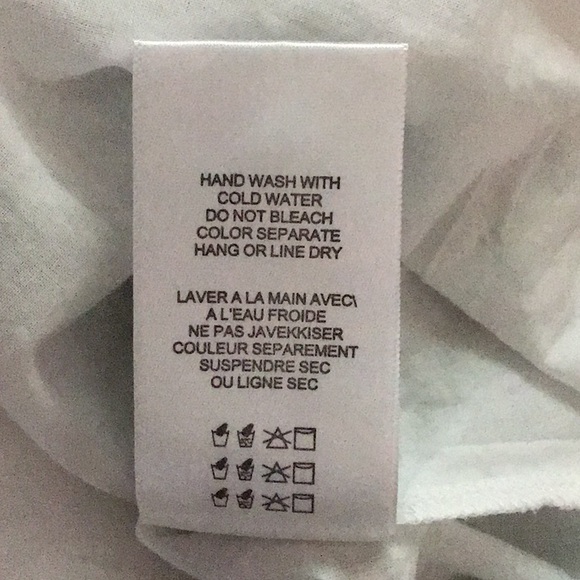 HAND WASH WITH
COLD WATER
DO NOT BLEACH
COLOR SEPARATE
HANG OR LINE DRY
LAVER A LA MAIN AVEC\
A L'EAU FROIDE
NE PAS JAVEKKISER
COULEUR SEPAREMENT
SUSPENDRE SEC
OU LIGNE SEC